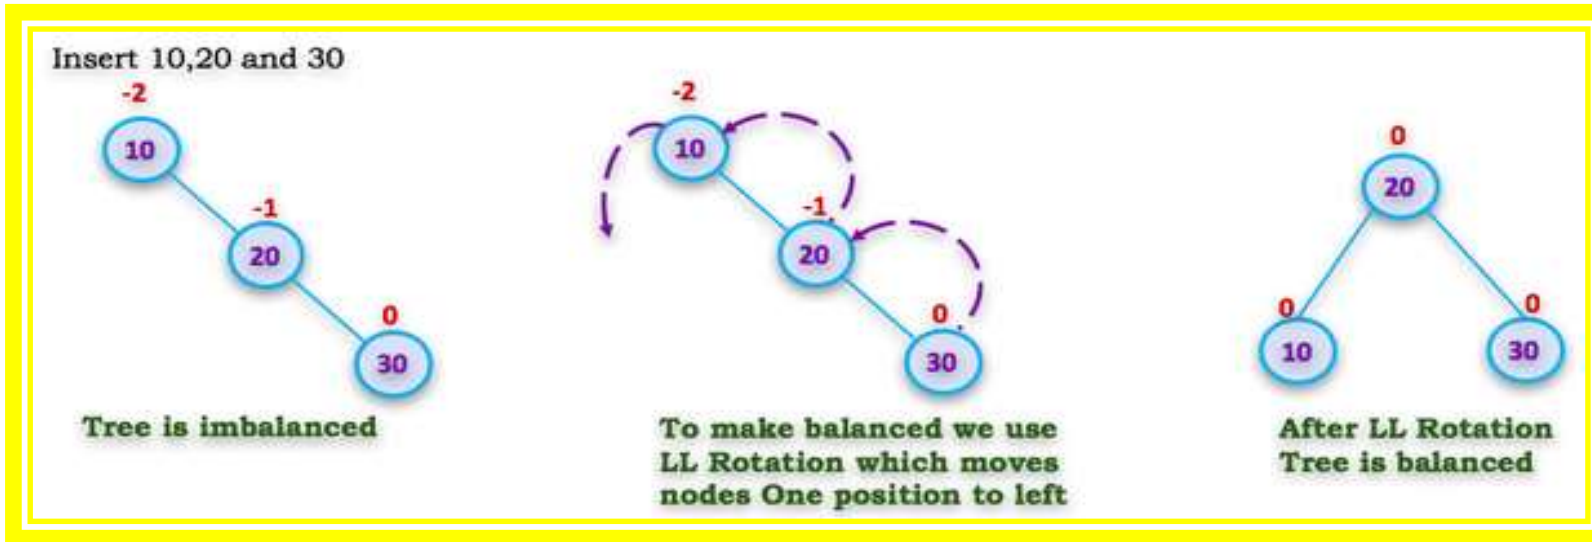 Insert 10,20 and 30
-2
10
-1
20
0
30
Tree is imbalanced
-2
10
-1
20
0
30
To make balanced we use
LL Rotation which moves
nodes One position to left
0
20
0
10
0
30
After LL Rotation
Tree is balanced